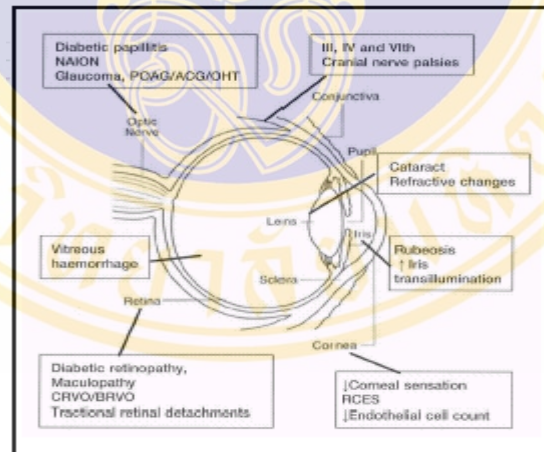 Diabetic papillitis
NAION
Glaucoma, POAG/ACG/OHT
III, IV and VIth
Cranial nerve palsies
Conjunctiva
Optic
Nerve
Pupil
Cataract
Refractive changes
Lens
Iris
Vitreous
haemorrhage
Rubeosis
↑ Iris
transillumination
Sclera
Retina
Cornea
Diabetic retinopathy,
Maculopathy
CRVO/BRVO
Tractional retinal detachments
↓Corneal sensation
RCES
↓Endothelial cell count